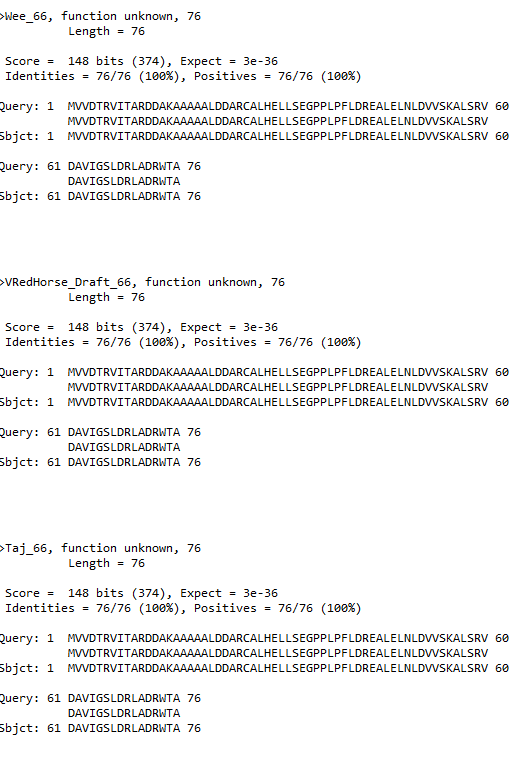 >Wee_66, function unknown, 76
Length = 76
Score =  148 bits (374), Expect = 3e-36
Identities = 76/76 (100%), Positives = 76/76 (100%)
Query: 1  MVVDTRVITARDDAKAAAAALDDARCALHELLSEGPPLPFLDREALELNLDVVSKALSRV 60
MVVDTRVITARDDAKAAAAALDDARCALHELLSEGPPLPFLDREALELNLDVVSKALSRV
Sbjct: 1  MVVDTRVITARDDAKAAAAALDDARCALHELLSEGPPLPFLDREALELNLDVVSKALSRV 60
Query: 61 DAVIGSLDRLADRWTA 76
DAVIGSLDRLADRWTA
Sbjct: 61 DAVIGSLDRLADRWTA 76
>VRedHorse_Draft_66, function unknown, 76
Length = 76
Score =  148 bits (374), Expect = 3e-36
Identities = 76/76 (100%), Positives = 76/76 (100%)
Query: 1  MVVDTRVITARDDAKAAAAALDDARCALHELLSEGPPLPFLDREALELNLDVVSKALSRV 60
MVVDTRVITARDDAKAAAAALDDARCALHELLSEGPPLPFLDREALELNLDVVSKALSRV
Sbjct: 1  MVVDTRVITARDDAKAAAAALDDARCALHELLSEGPPLPFLDREALELNLDVVSKALSRV 60
Query: 61 DAVIGSLDRLADRWTA 76
DAVIGSLDRLADRWTA
Sbjct: 61 DAVIGSLDRLADRWTA 76
>Taj_66, function unknown, 76
Length = 76
Score =  148 bits (374), Expect = 3e-36
Identities = 76/76 (100%), Positives = 76/76 (100%)
Query: 1  MVVDTRVITARDDAKAAAAALDDARCALHELLSEGPPLPFLDREALELNLDVVSKALSRV 60
MVVDTRVITARDDAKAAAAALDDARCALHELLSEGPPLPFLDREALELNLDVVSKALSRV
Sbjct: 1  MVVDTRVITARDDAKAAAAALDDARCALHELLSEGPPLPFLDREALELNLDVVSKALSRV 60
Query: 61 DAVIGSLDRLADRWTA 76
DAVIGSLDRLADRWTA
Sbjct: 61 DAVIGSLDRLADRWTA 76